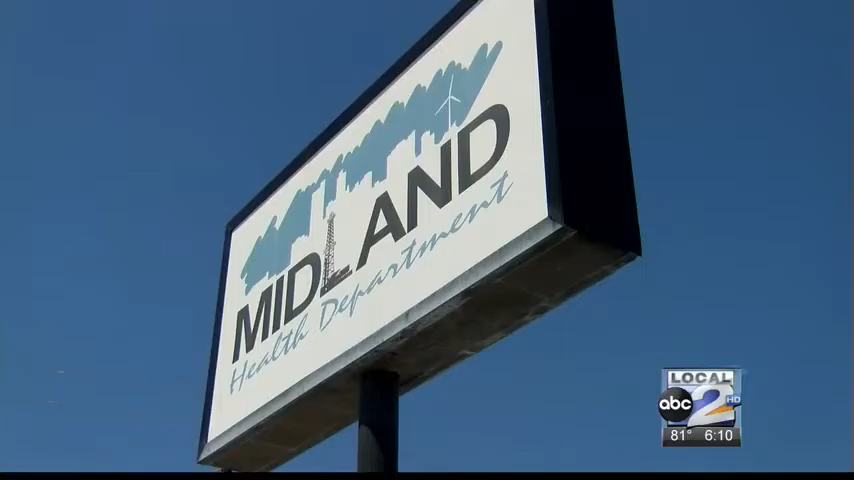 MIDLAND
Health Department
LOCAL
abc 2 HD
81° 6:10